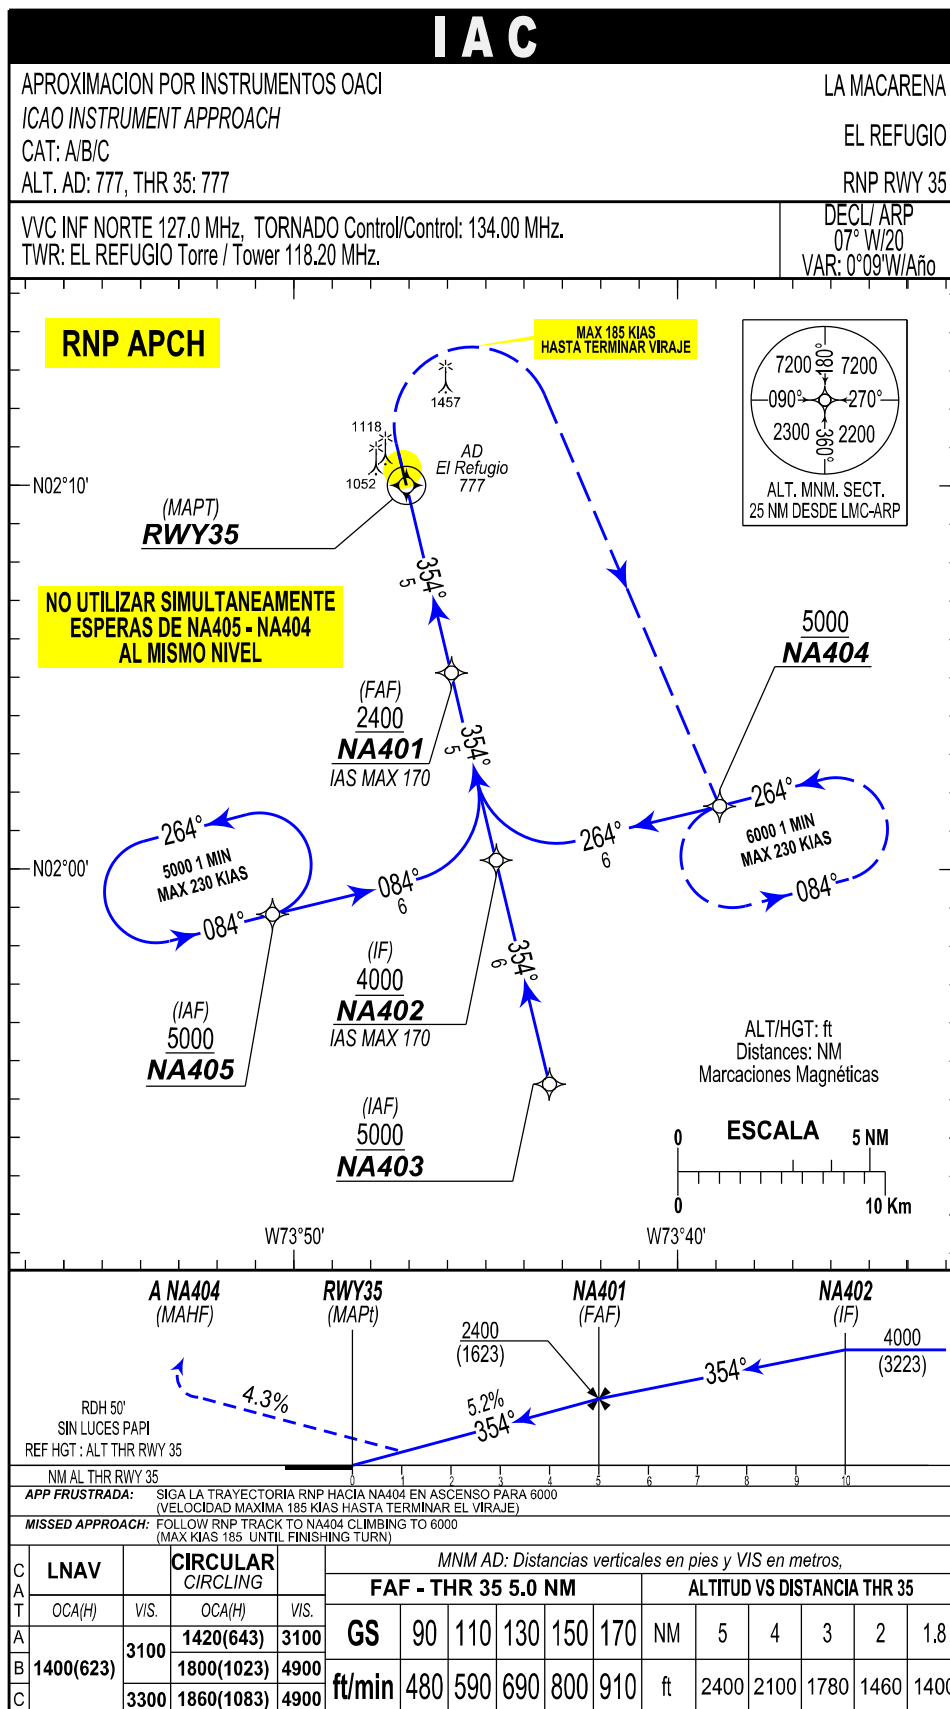 IAC
APROXIMACION POR INSTRUMENTOS OACI
ICAO INSTRUMENT APPROACH
CAT: A/B/C
ALT. AD: 777, THR 35: 777
LA MACARENA
EL REFUGIO
RNP RWY 35
VVC INF NORTE 127.0 MHz, TORNADO Control/Control: 134.00 MHz.
TWR: EL REFUGIO Torre / Tower 118.20 MHz.
DECL/ ARP
07° W/20
VAR: 0°09'W/Año
RNP APCH
MAX 185 KIAS
HASTA TERMINAR VIRAJE
7200 180° 7200
090° 270°
2300 360° 2200
ALT. MNM. SECT.
25 NM DESDE LMC-ARP
1457
1118
1052
AD
El Refugio
777
N02°10'
(MAPT)
RWY35
354°
5
NO UTILIZAR SIMULTANEAMENTE
ESPERAS DE NA405 - NA404
AL MISMO NIVEL
5000
NA404
(FAF)
2400
NA401
IAS MAX 170
354°
5
264°
5000 1 MIN
MAX 230 KIAS
084°
N02°00'
084°
6
264°
6
264°
6000 1 MIN
MAX 230 KIAS
084°
(IF)
4000
NA402
IAS MAX 170
354°
6
(IAF)
5000
NA405
(IAF)
5000
NA403
ALT/HGT: ft
Distances: NM
Marcaciones Magnéticas
ESCALA
0 5 NM
0 10 Km
W73°50' W73°40'
A NA404
(MAHF)
RWY35
(MAPt)
NA401
(FAF)
NA402
(IF)
2400
(1623)
4000
(3223)
354°
4.3%
5.2%
354°
RDH 50'
SIN LUCES PAPI
REF HGT : ALT THR RWY 35
NM AL THR RWY 35
0 1 2 3 4 5 6 7 8 9 10
APP FRUSTRADA: SIGA LA TRAYECTORIA RNP HACIA NA404 EN ASCENSO PARA 6000
(VELOCIDAD MAXIMA 185 KIAS HASTA TERMINAR EL VIRAJE)
MISSED APPROACH: FOLLOW RNP TRACK TO NA404 CLIMBING TO 6000
(MAX KIAS 185 UNTIL FINISHING TURN)
CAT LNAV CIRCULAR
CIRCLING
OCA(H) VIS. OCA(H) VIS.
A 1400(623) 3100 1420(643) 3100
B 1800(1023) 4900
C 3300 1860(1083) 4900
MNM AD: Distancias verticales en pies y VIS en metros,
FAF - THR 35 5.0 NM ALTITUD VS DISTANCIA THR 35
GS 90 110 130 150 170 NM 5 4 3 2 1.8
ft/min 480 590 690 800 910 ft 2400 2100 1780 1460 1400